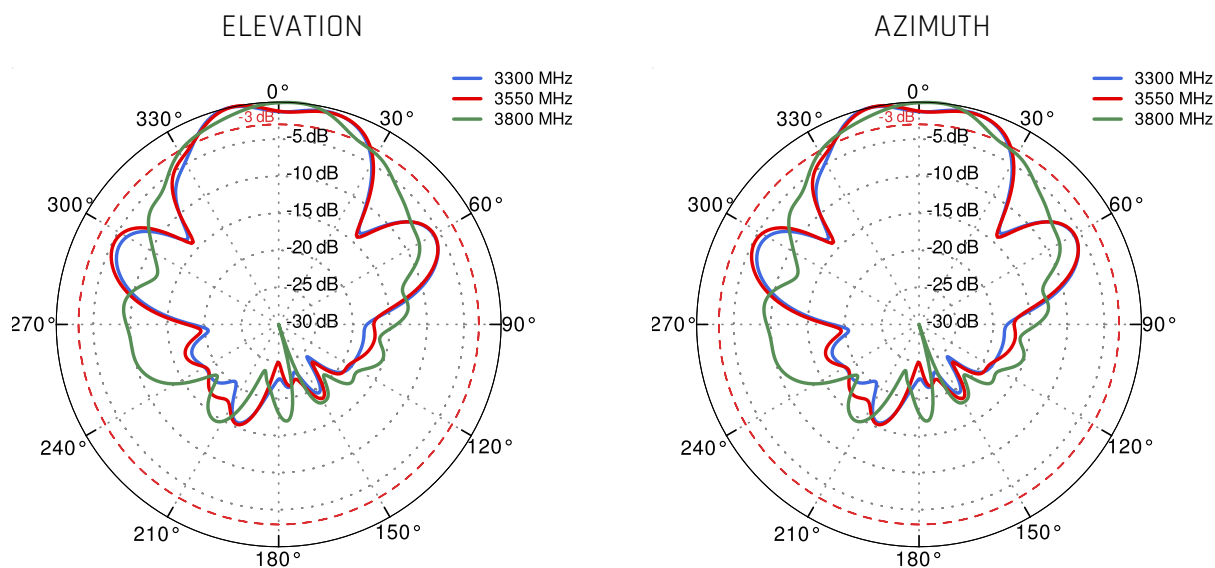 ELEVATION
3300 MHz
3550 MHz
3800 MHz
0°
-3 dB
330°
30°
-5 dB
-10 dB
300°
60°
-15 dB
-20 dB
-25 dB
270°
-30 dB
90°
240°
120°
210°
150°
180°
AZIMUTH
3300 MHz
3550 MHz
3800 MHz
0°
-3 dB
330°
30°
-5 dB
-10 dB
300°
60°
-15 dB
-20 dB
-25 dB
270°
-30 dB
90°
240°
120°
210°
150°
180°